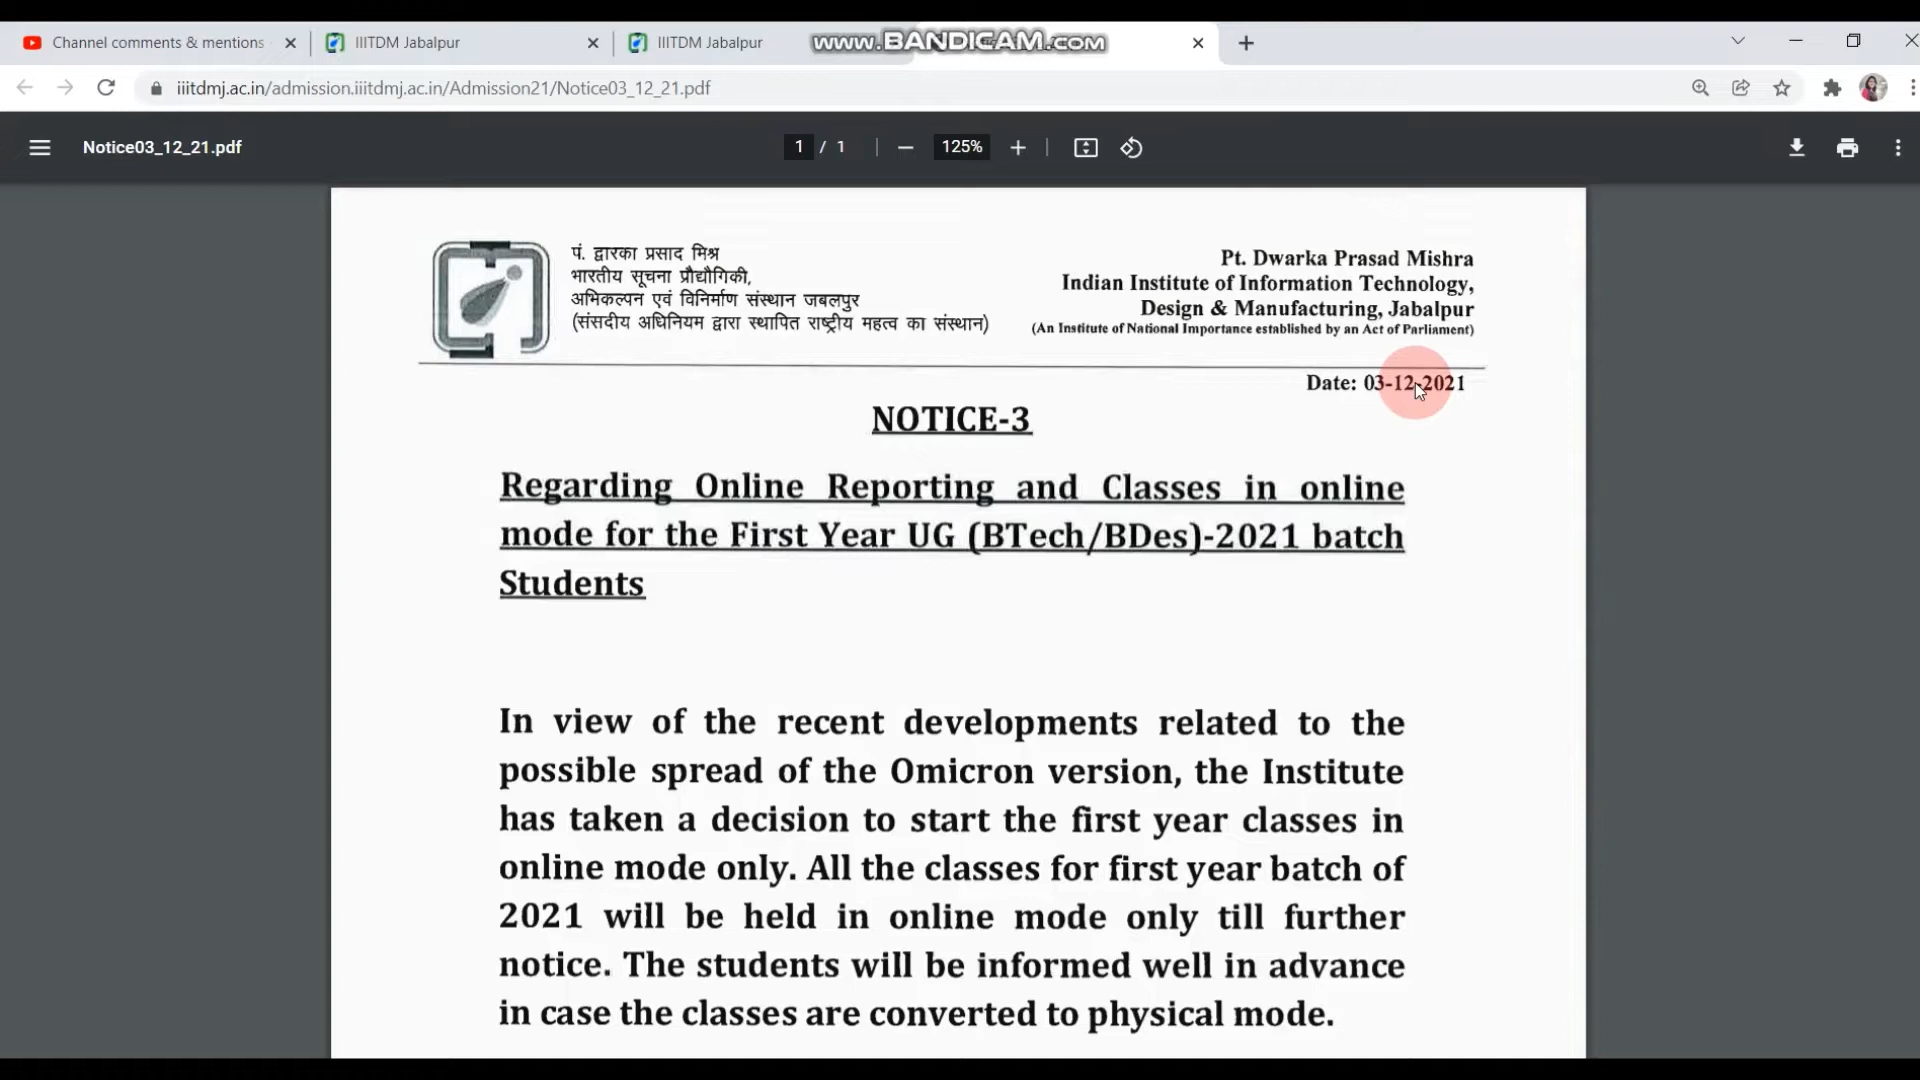 Channel comments & mentions
IIITDM Jabalpur
IIITDM Jabalpur
www.BANDICAM.com
iiitdmj.ac.in/admission.iiitdmj.ac.in/Admission21/Notice03_12_21.pdf
Notice03_12_21.pdf
1 / 1
125%
पं. द्वारका प्रसाद मिश्र
भारतीय सूचना प्रौद्यौगिकी,
अभिकल्पन एवं विनिर्माण संस्थान जबलपुर
(संसदीय अधिनियम द्वारा स्थापित राष्ट्रीय महत्व का संस्थान)
Pt. Dwarka Prasad Mishra
Indian Institute of Information Technology,
Design & Manufacturing, Jabalpur
(An Institute of National Importance established by an Act of Parliament)
Date: 03-12-2021
NOTICE-3
Regarding Online Reporting and Classes in online
mode for the First Year UG (BTech/BDes)-2021 batch
Students
In view of the recent developments related to the
possible spread of the Omicron version, the Institute
has taken a decision to start the first year classes in
online mode only. All the classes for first year batch of
2021 will be held in online mode only till further
notice. The students will be informed well in advance
in case the classes are converted to physical mode.